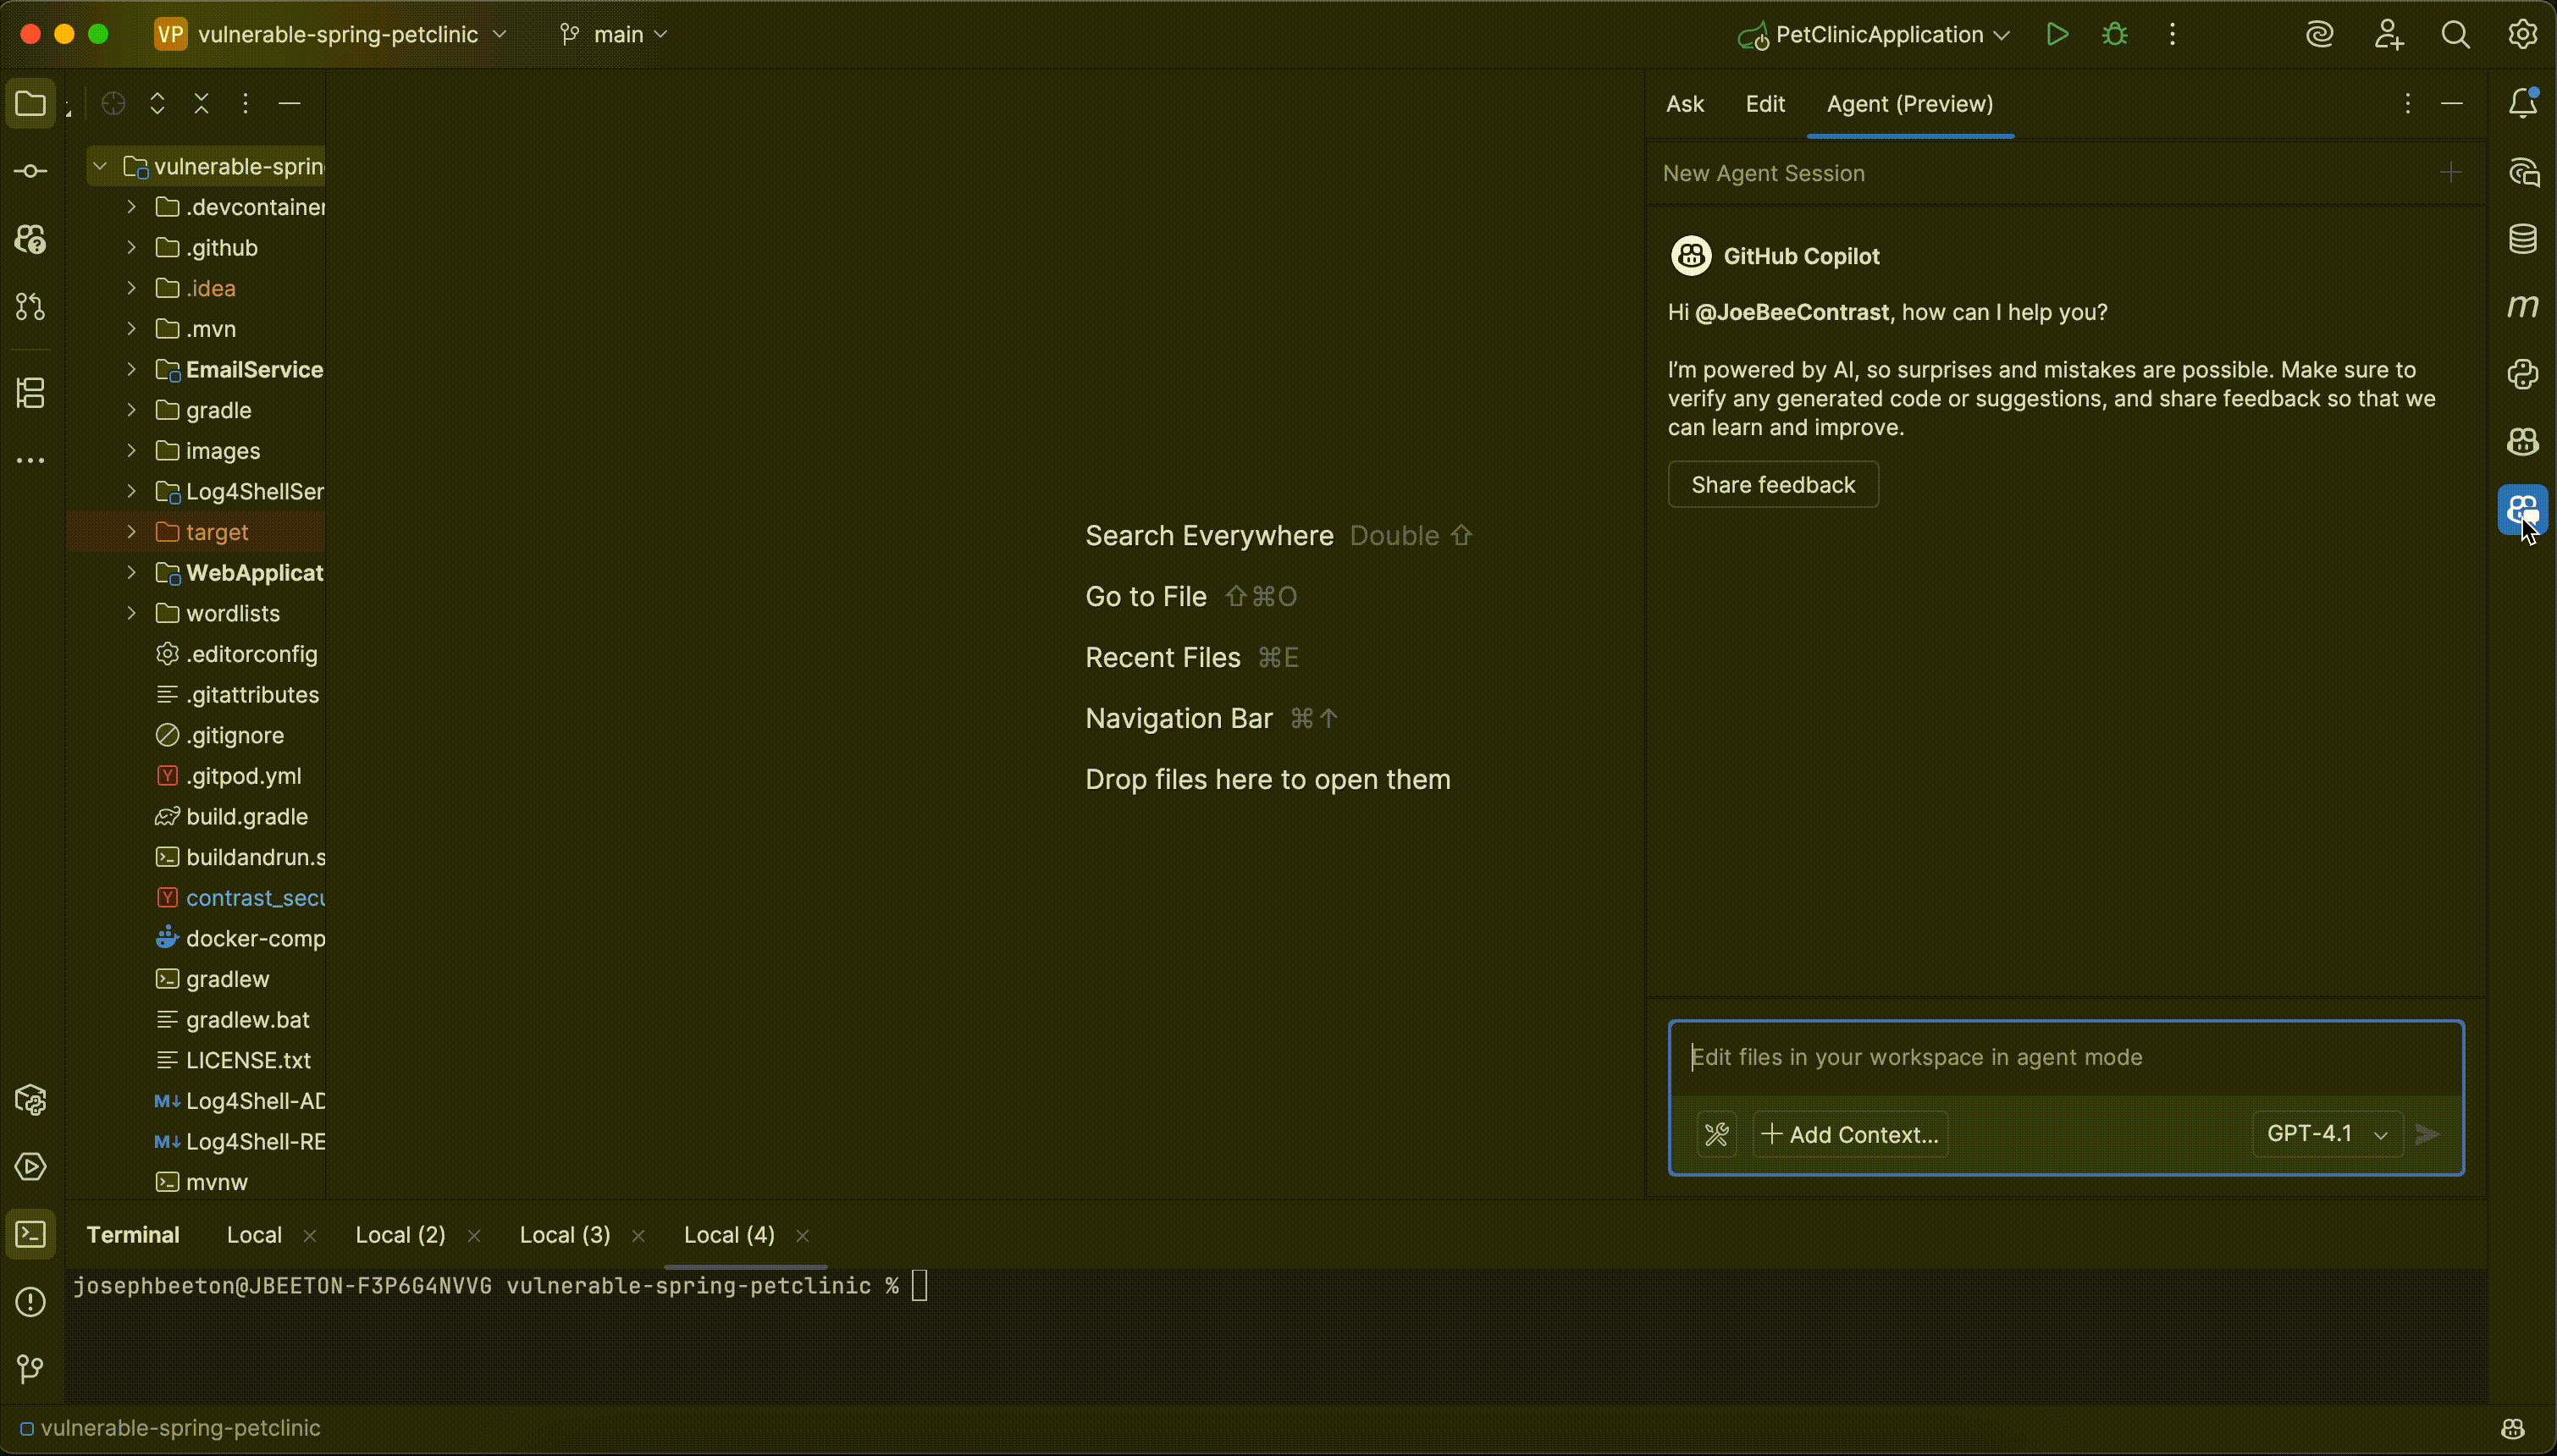 VP vulnerable-spring-petclinic main PetClinicApplication
vulnerable-sprin
.devcontainer
.github
.idea
.mvn
EmailService
gradle
images
Log4ShellSer
target
WebApplicat
wordlists
.editorconfig
.gitattributes
.gitignore
Y .gitpod.yml
build.gradle
buildandrun.s
Y contrast_secu
docker-comp
gradlew
gradlew.bat
LICENSE.txt
M↓ Log4Shell-AD
M↓ Log4Shell-RE
mvnw
Search Everywhere Double ⇧
Go to File ⇧⌘O
Recent Files ⌘E
Navigation Bar ⌘↑
Drop files here to open them
Ask Edit Agent (Preview)
New Agent Session
GitHub Copilot
Hi @JoeBeeContrast, how can I help you?
I'm powered by AI, so surprises and mistakes are possible. Make sure to
verify any generated code or suggestions, and share feedback so that we
can learn and improve.
Share feedback
Edit files in your workspace in agent mode
Add Context... GPT-4.1
m
Terminal Local Local (2) Local (3) Local (4)
josephbeeton@JBEETON-F3P6G4NVVG vulnerable-spring-petclinic %
vulnerable-spring-petclinic